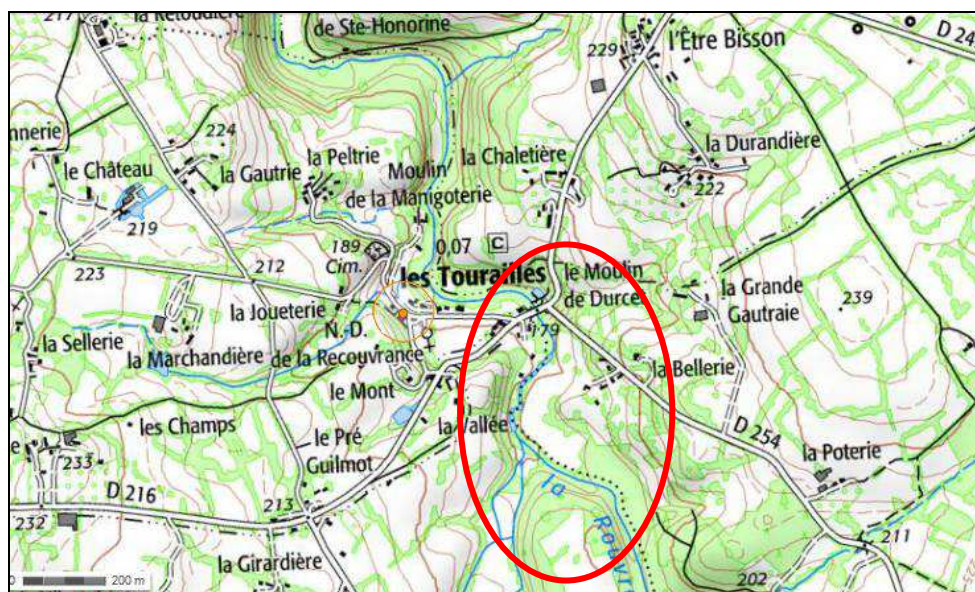 217
la Retoudière
de Ste-Honorine
229
l'Être Bisson
D 24
nnerie
224
le Château
la Gautrie
la Peltrie
Moulin
de la Manigoterie
la Chaletière
la Durandière
222
219
189
Cim.
0,07
C
les Tourailles
le Moulin
de Durcet
223
212
la Grande
Gautraie
239
la Joueterie
N.-D.
de la Recouvrance
179
la Sellerie
la Marchandière
la Bellerie
le Mont
les Champs
la Vallée
le Pré
Guilmot
D 254
la Poterie
233
D 216
213
232
la Rouvr
211
la Girardière
202
0 200 m